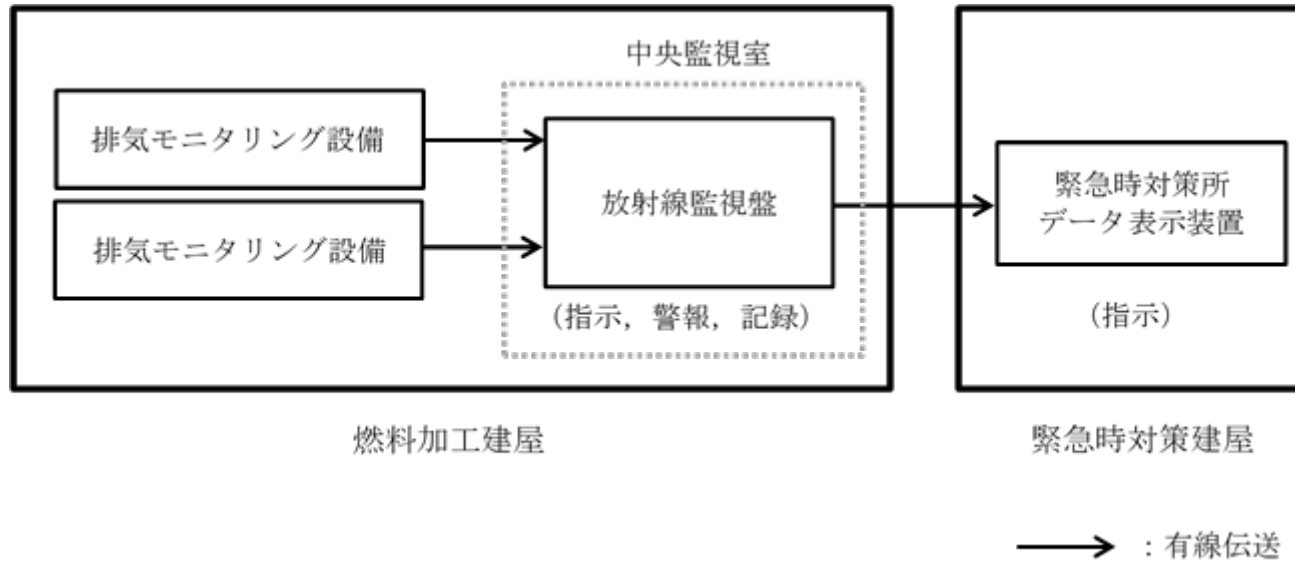 中央監視室
排気モニタリング設備
排気モニタリング設備
放射線監視盤
(指示，警報，記録)
緊急時対策所
データ表示装置
(指示)
燃料加工建屋
緊急時対策建屋
：有線伝送